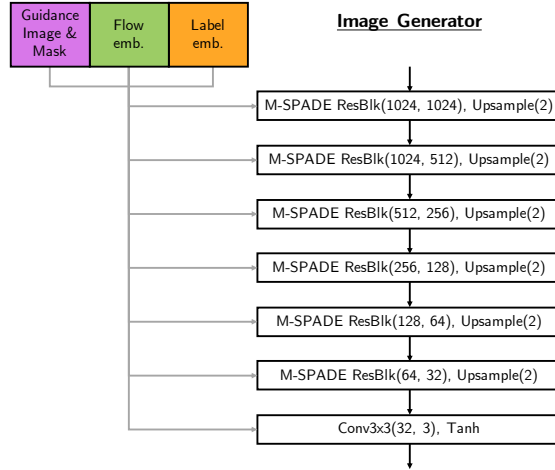 Guidance
Image &
Mask
Flow
emb.
Label
emb.
Image Generator
M-SPADE ResBlk(1024, 1024), Upsample(2)
M-SPADE ResBlk(1024, 512), Upsample(2)
M-SPADE ResBlk(512, 256), Upsample(2)
M-SPADE ResBlk(256, 128), Upsample(2)
M-SPADE ResBlk(128, 64), Upsample(2)
M-SPADE ResBlk(64, 32), Upsample(2)
Conv3x3(32, 3), Tanh